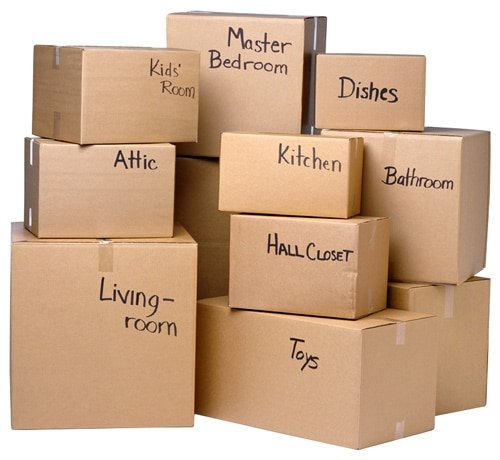 Master
Bedroom
Kids'
Room
Dishes
Attic
Kitchen
Bathroom
HALL CLOSET
Living-
room
Toys